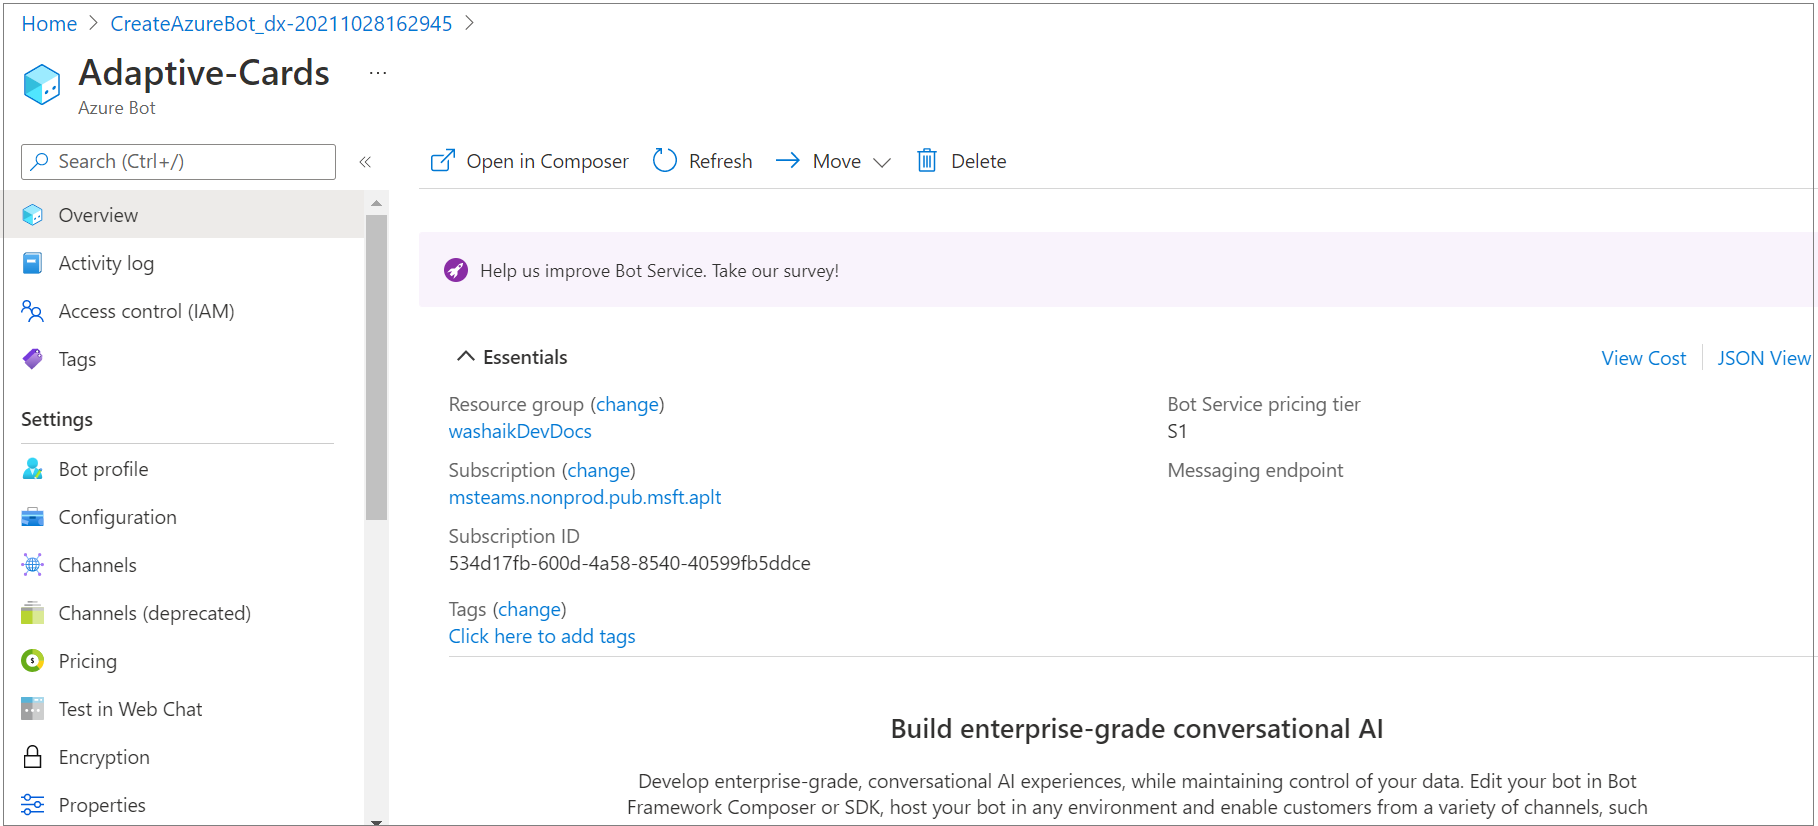 Home > CreateAzureBot_dx-20211028162945 >
Adaptive-Cards ...
Azure Bot
Search (Ctrl+/) «
Overview
Activity log
Access control (IAM)
Tags
Settings
Bot profile
Configuration
Channels
Channels (deprecated)
Pricing
Test in Web Chat
Encryption
Properties
Open in Composer Refresh Move Delete
Help us improve Bot Service. Take our survey!
Essentials View Cost JSON View
Resource group (change)
washaikDevDocs
Subscription (change)
msteams.nonprod.pub.msft.aplt
Subscription ID
534d17fb-600d-4a58-8540-40599fb5ddce
Tags (change)
Click here to add tags
Bot Service pricing tier
S1
Messaging endpoint
Build enterprise-grade conversational AI
Develop enterprise-grade, conversational AI experiences, while maintaining control of your data. Edit your bot in Bot
Framework Composer or SDK, host your bot in any environment and enable customers from a variety of channels, such